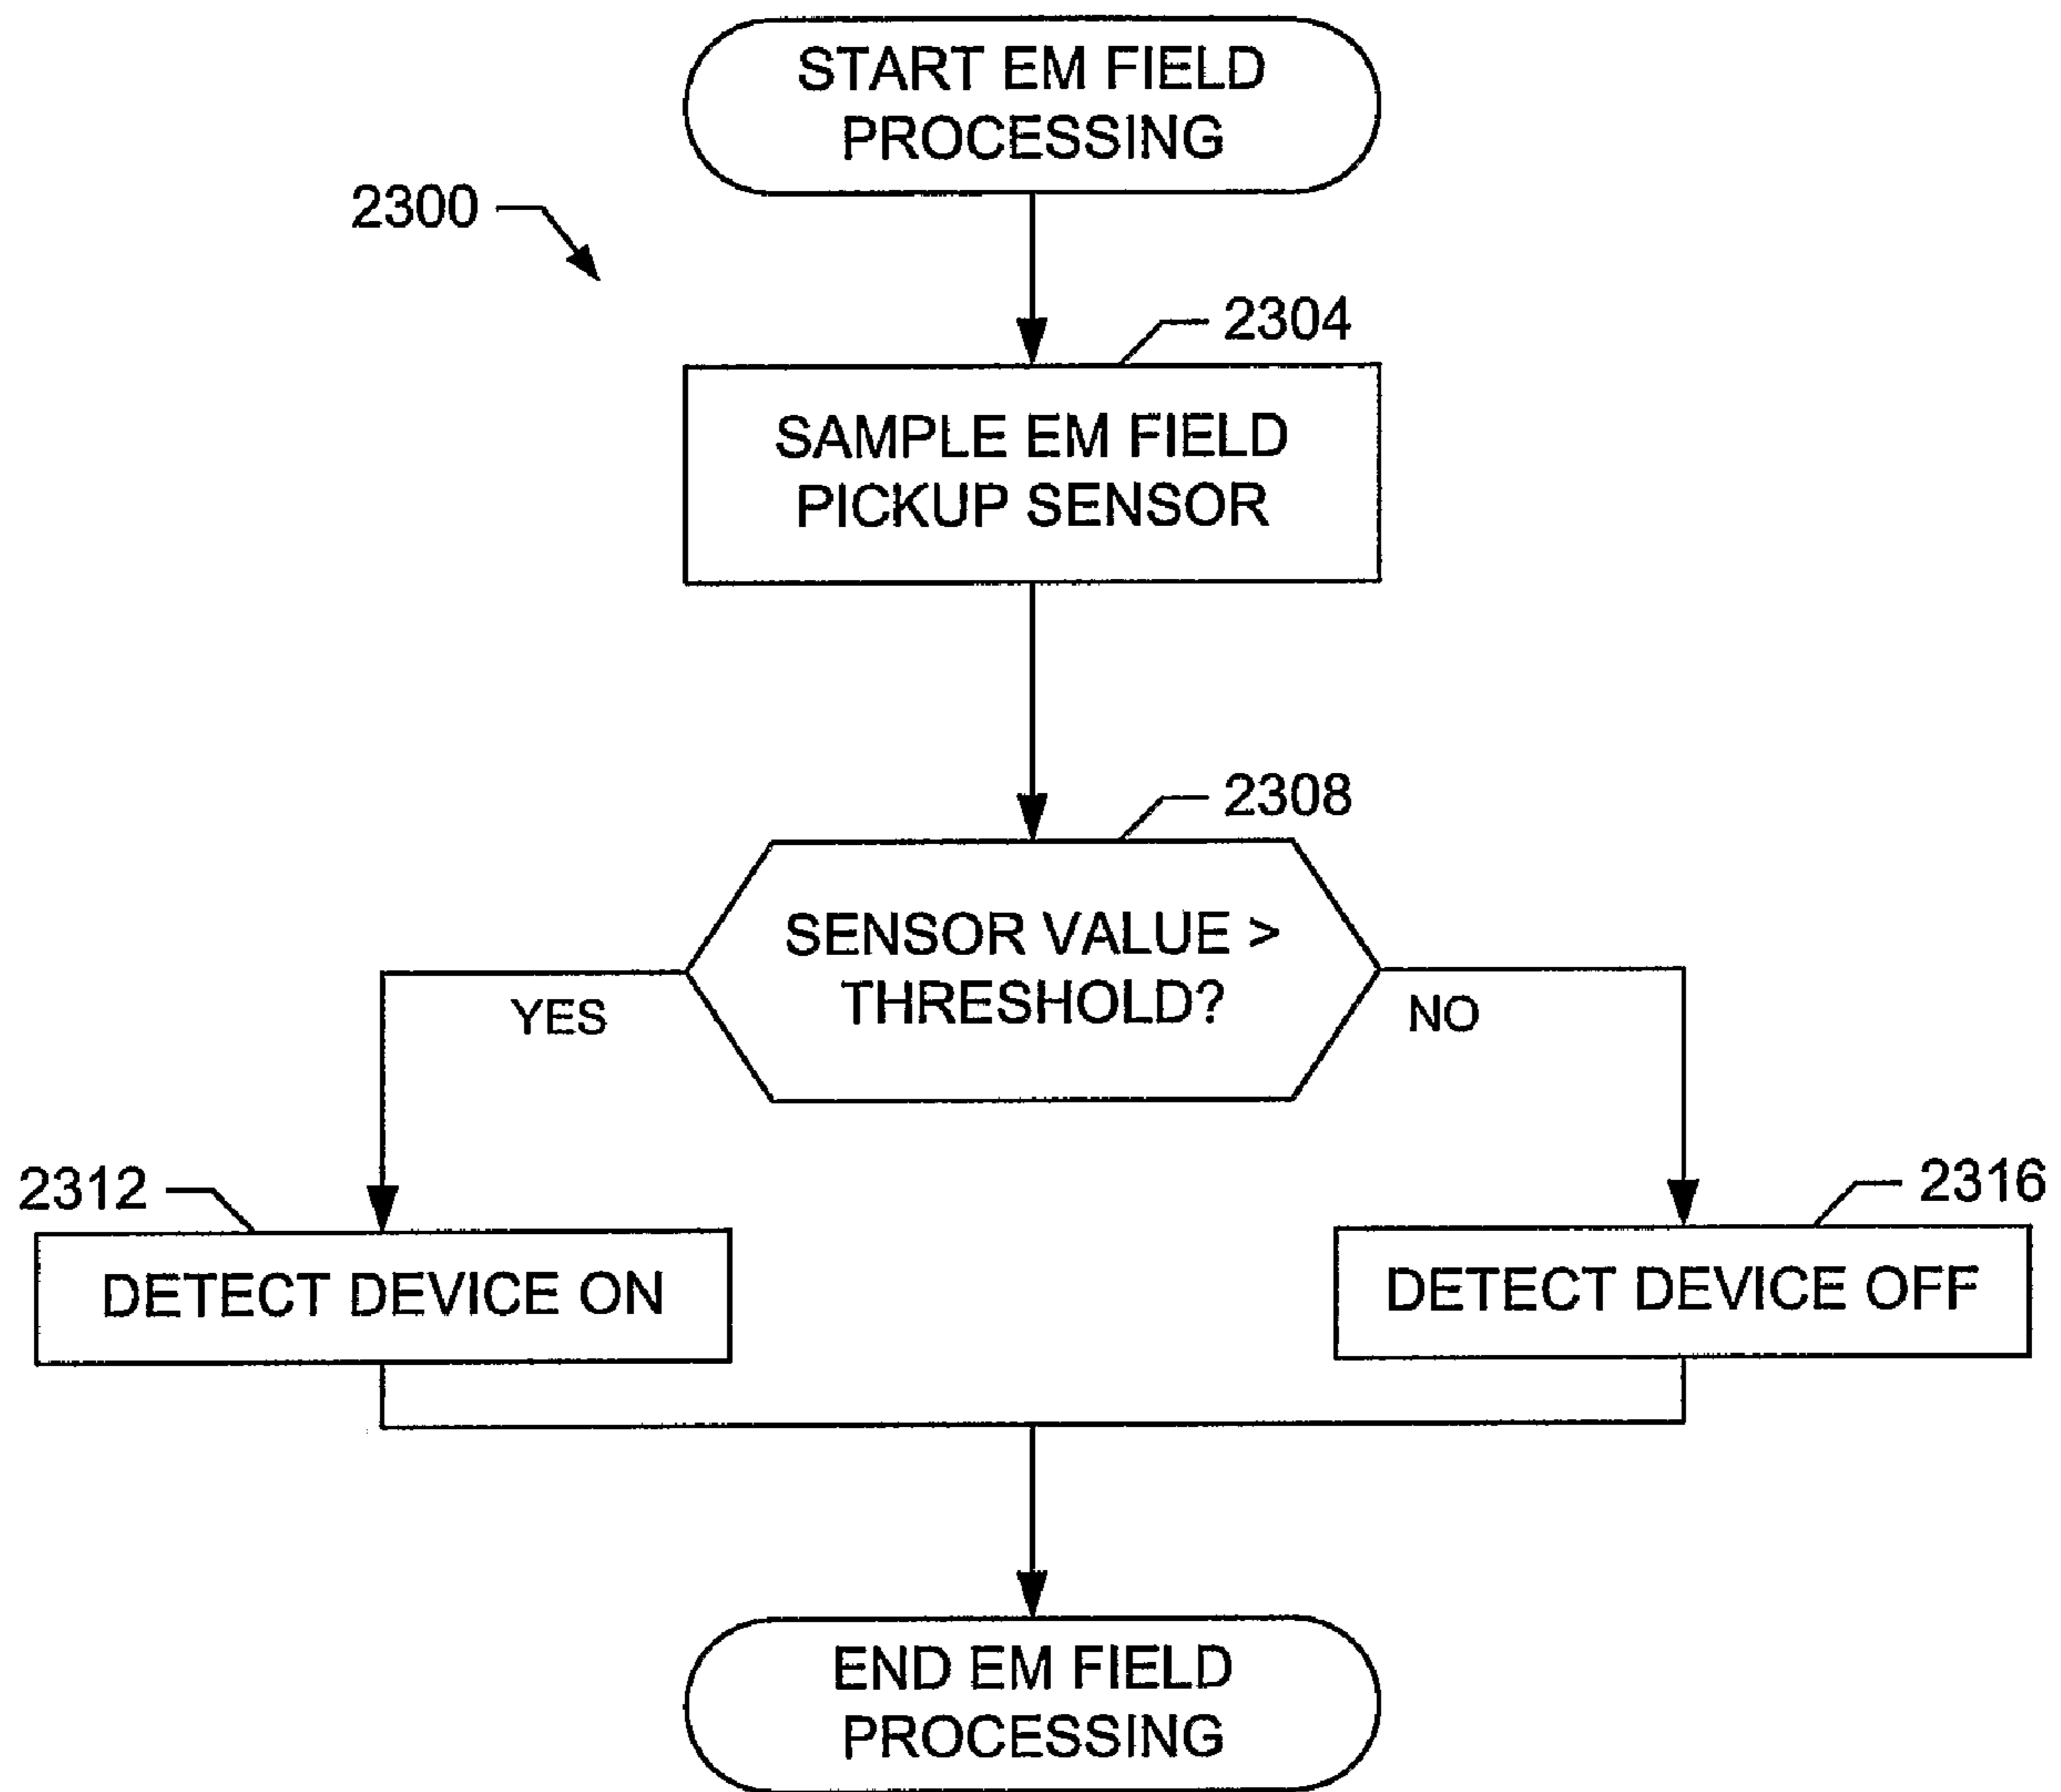 START EM FIELD
PROCESSING
2300
2304
SAMPLE EM FIELD
PICKUP SENSOR
2308
SENSOR VALUE >
THRESHOLD?
YES
NO
2312
2316
DETECT DEVICE ON
DETECT DEVICE OFF
END EM FIELD
PROCESSING